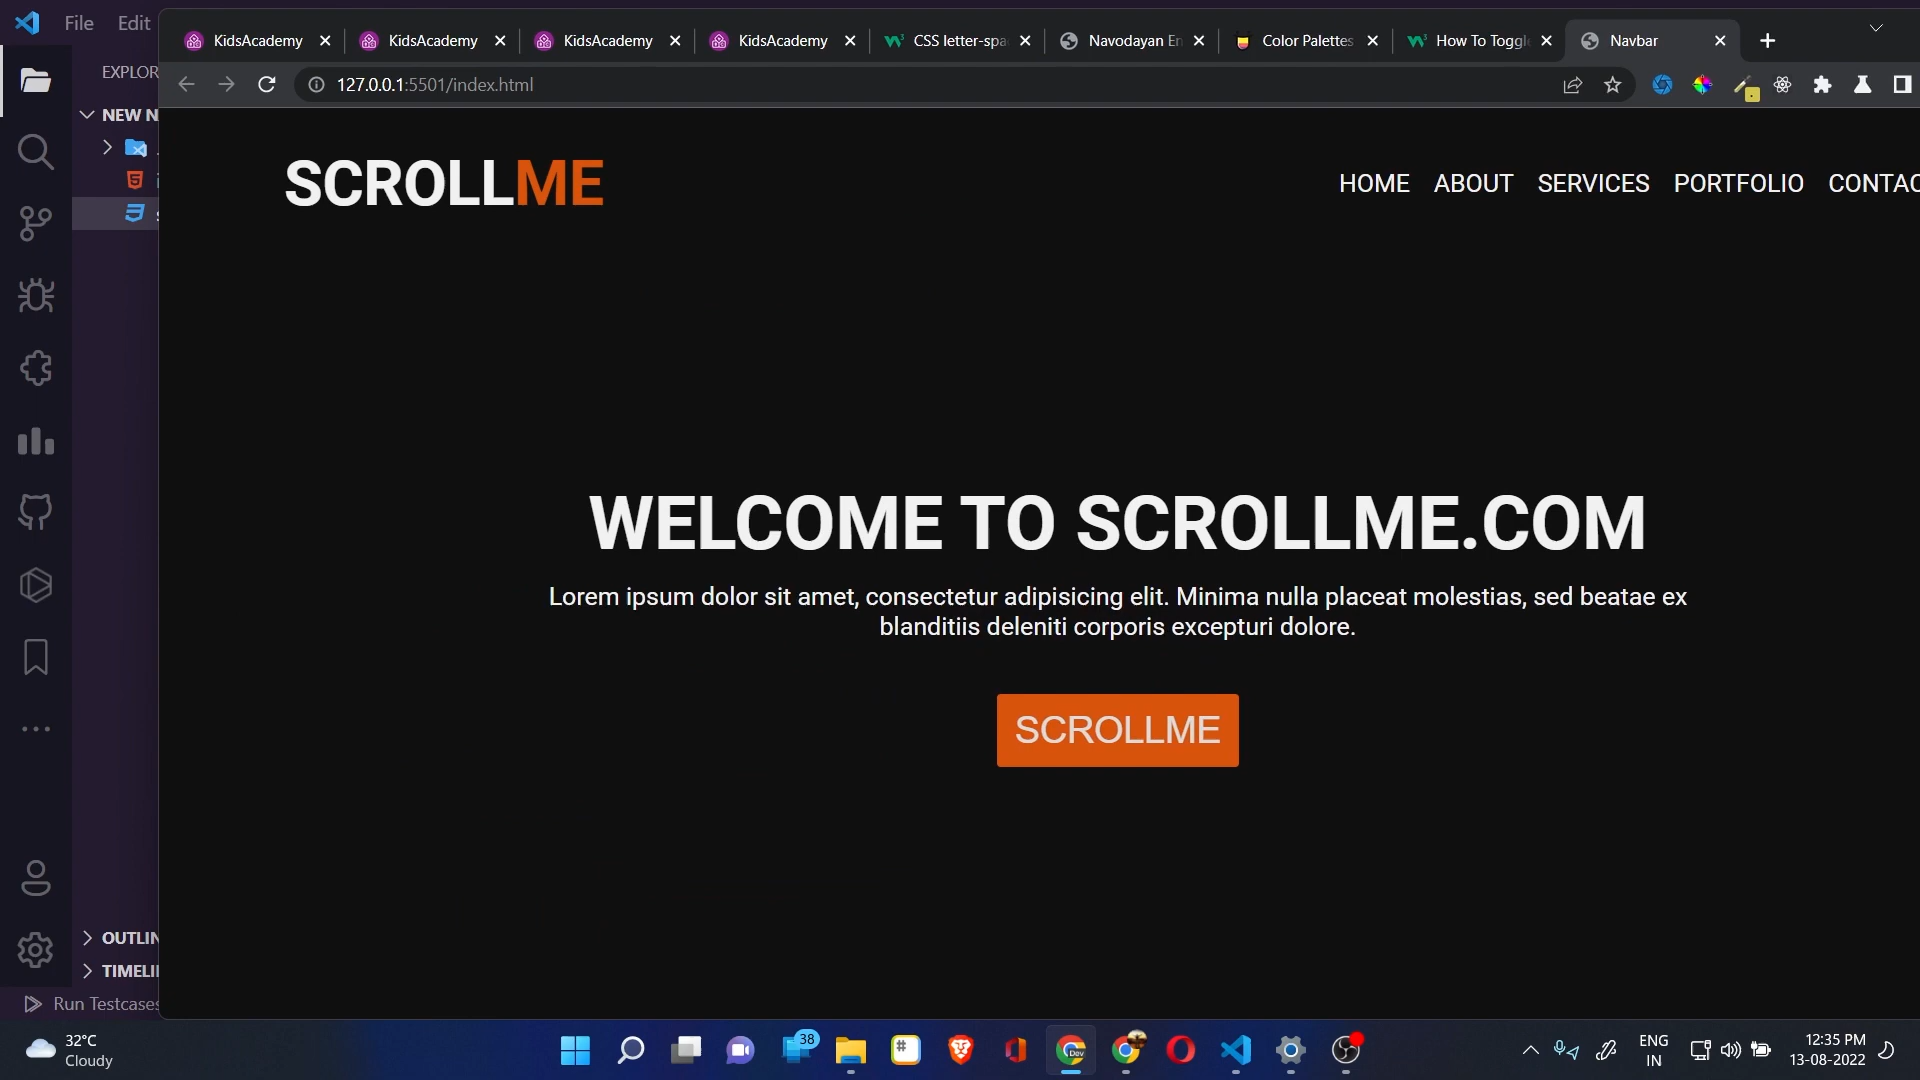 File Edit
KidsAcademy KidsAcademy KidsAcademy KidsAcademy CSS letter-spa Navodayan En Color Palettes How To Toggl Navbar
127.0.0.1:5501/index.html
EXPLOR
NEW N
SCROLLME
HOME ABOUT SERVICES PORTFOLIO CONTAC
WELCOME TO SCROLLME.COM
Lorem ipsum dolor sit amet, consectetur adipisicing elit. Minima nulla placeat molestias, sed beatae ex
blanditiis deleniti corporis excepturi dolore.
SCROLLME
OUTLIN
TIMELI
Run Testcases
32°C
Cloudy
38
Dev
ENG
IN
12:35 PM
13-08-2022